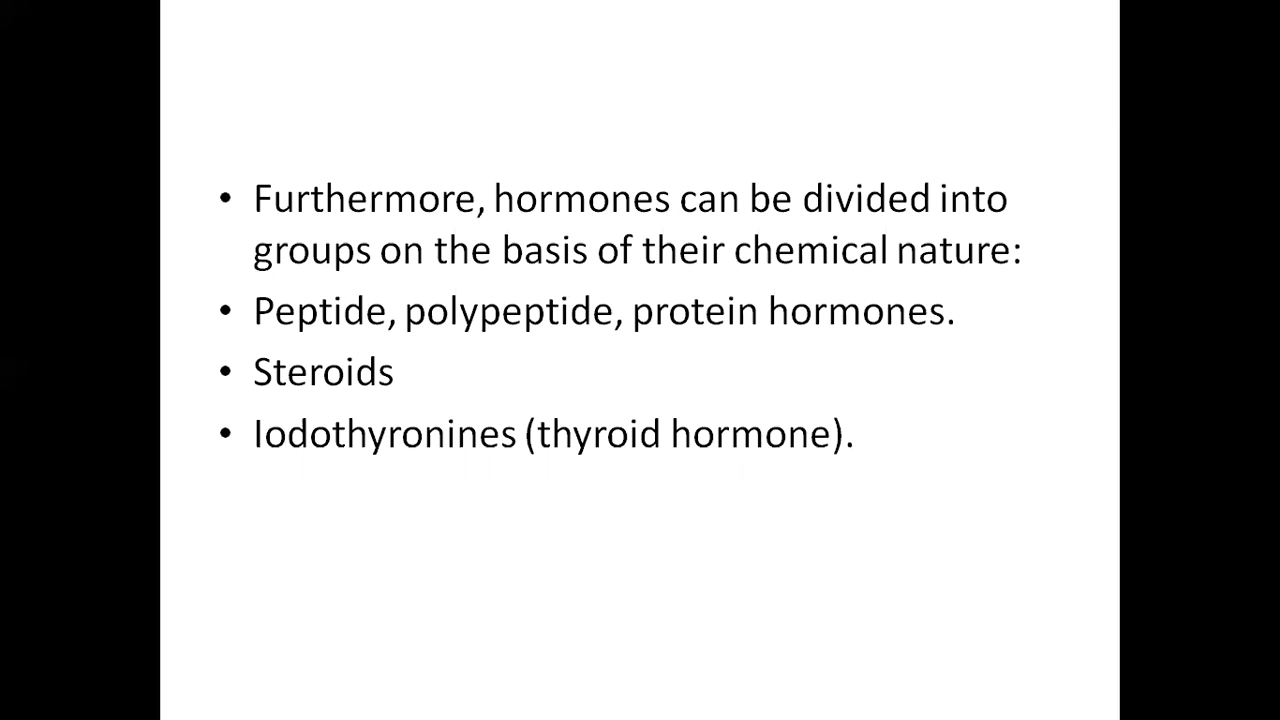 • Furthermore, hormones can be divided into
groups on the basis of their chemical nature:
• Peptide, polypeptide, protein hormones.
• Steroids
• Iodothyronines (thyroid hormone).